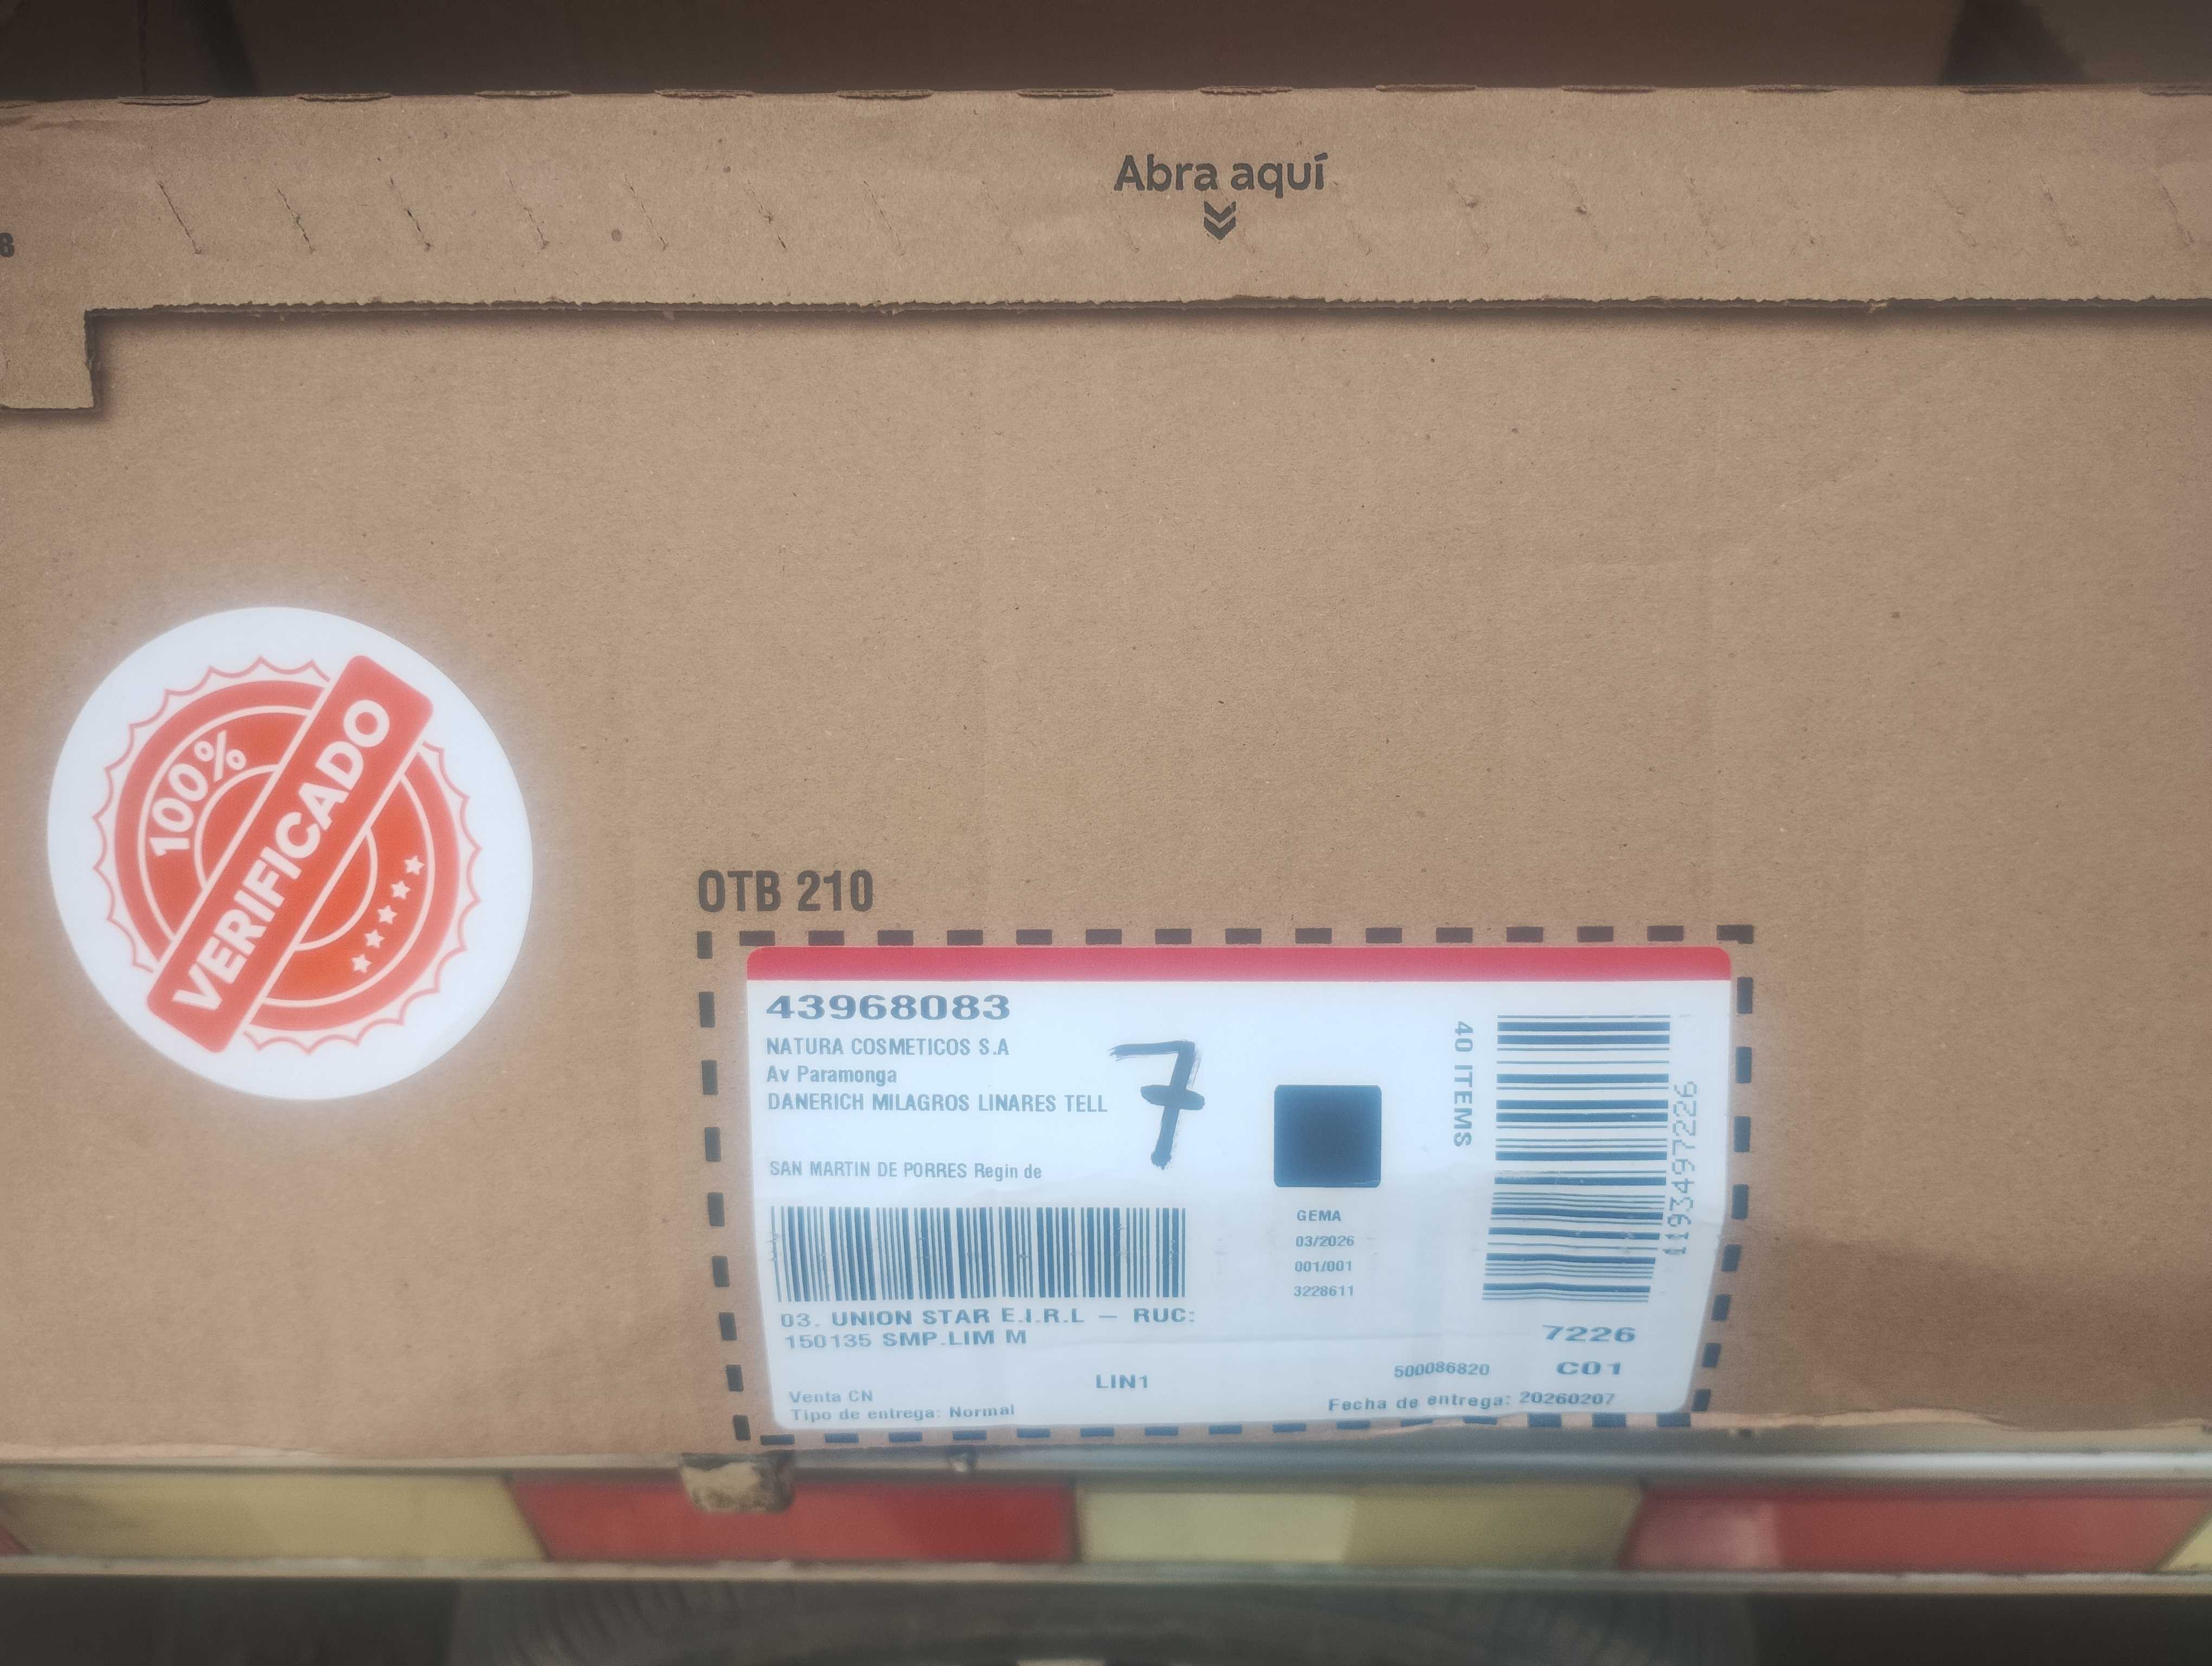 Abra aquí
8
100%
VERIFICADO
OTB 210
43968083
NATURA COSMETICOS S.A
Av Paramonga
DANERICH MILAGROS LINARES TELL
7
SAN MARTIN DE PORRES Regin de
03. UNION STAR E.I.R.L – RUC:
150135 SMP.LIM M
LIN1
Venta CN
Tipo de entrega: Normal
GEMA
03/2026
001/001
3228611
40 ITEMS
1193497226
7226
500086820 C01
Fecha de entrega: 20260207